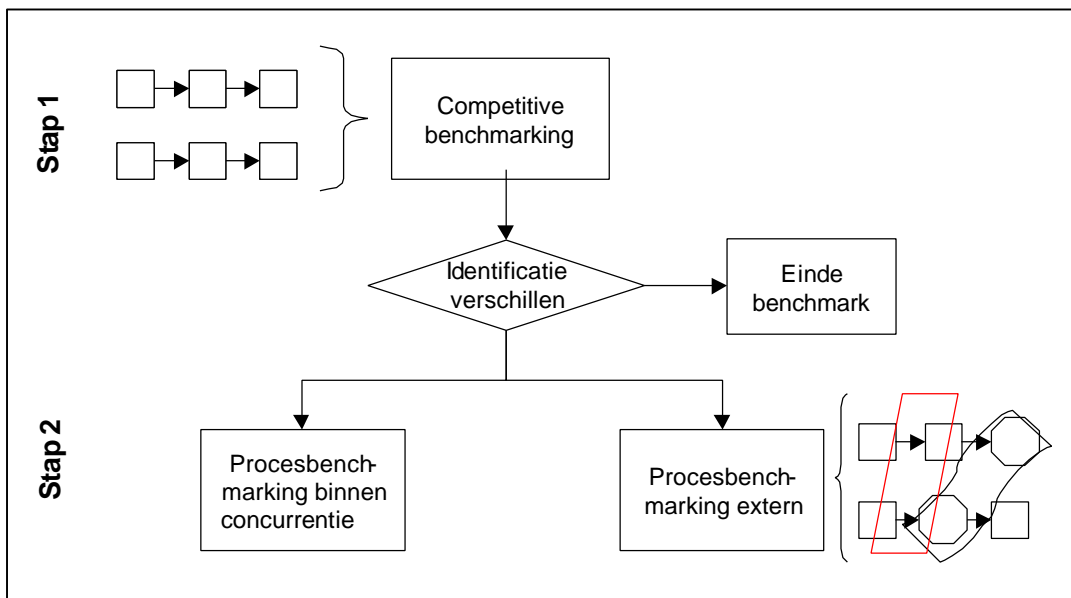 Stap 1
Competitive
benchmarking
Identificatie
verschillen
Einde
benchmark
Stap 2
Procesbench-
marking binnen
concurrentie
Procesbench-
marking extern